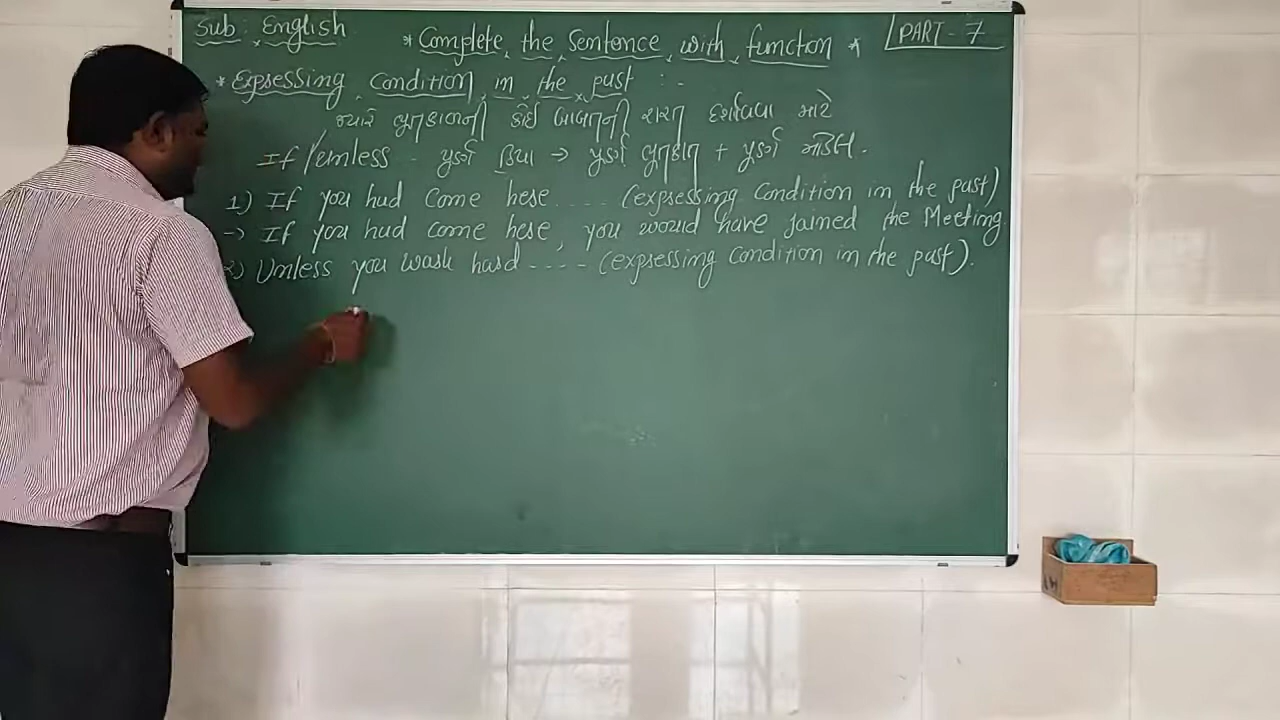 Sub: English
* Complete the Sentence with function *
PART - 7
* Expressing Condition in the past :-
જ્યારે ભૂતકાળની કોઈ બાબતની શરત દર્શાવવા માટે
If / Unless - પૂર્ણ ક્રિયા → પૂર્ણ ભૂતકાળ + પૂર્ણ મોડેલ.
1) If you had come here .... (expressing Condition in the past)
→ If you had come here, you would have joined the Meeting
2) Unless you work hard .... (expressing Condition in the past).